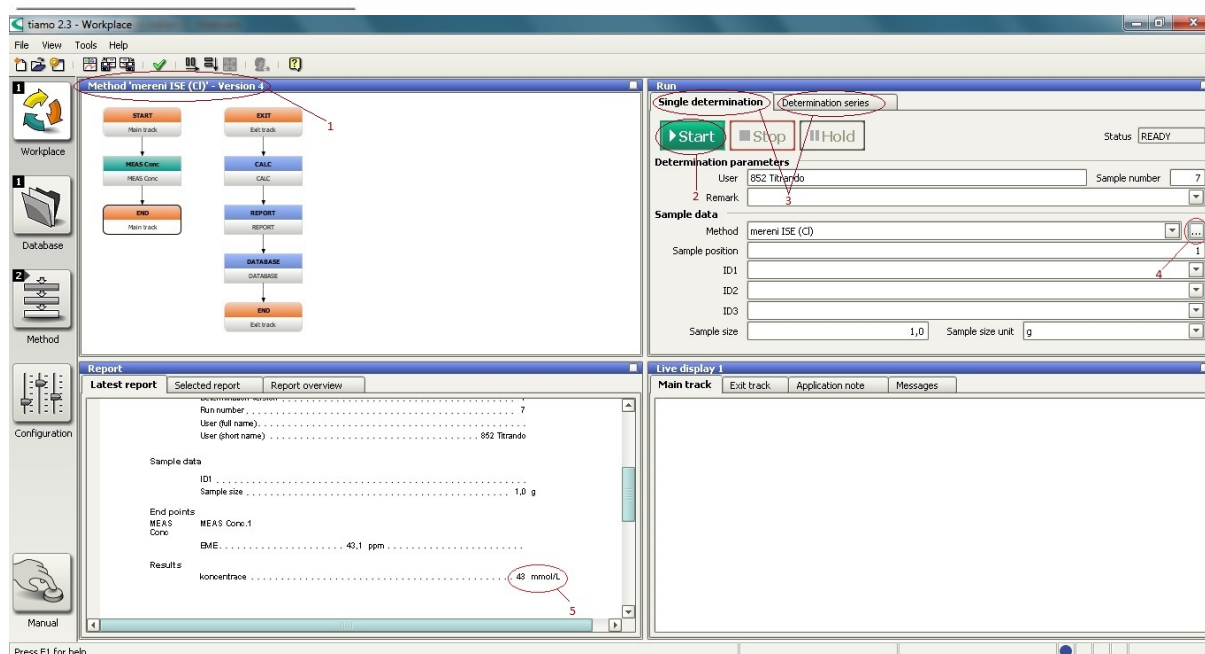 tiamo 2.3 - Workplace
File View Tools Help
1
Workplace
1
Database
2
Method
Configuration
Manual
Method 'mereni ISE (Cl)' - Version 4
1
START
Main track
MEAS Conc
MEAS Conc
END
Main track
EXIT
Exit track
CALC
CALC
REPORT
REPORT
DATABASE
DATABASE
END
Exit track
Run
Single determination Determination series
Start Stop Hold Status READY
Determination parameters
User 852 Titrando Sample number 7
2 Remark 3
Sample data
Method mereni ISE (Cl) ...
Sample position 1
4
ID1
ID2
ID3
Sample size 1,0 Sample size unit g
Report
Latest report Selected report Report overview
Determination version 1
Run number 7
User (full name)
User (short name) 852 Titrando
Sample data
ID1
Sample size 1,0 g
End points
MEAS Conc MEAS Conc.1
EME 43,1 ppm
Results
koncentrace 43 mmol/L
5
Live display 1
Main track Exit track Application note Messages
Press F1 for help